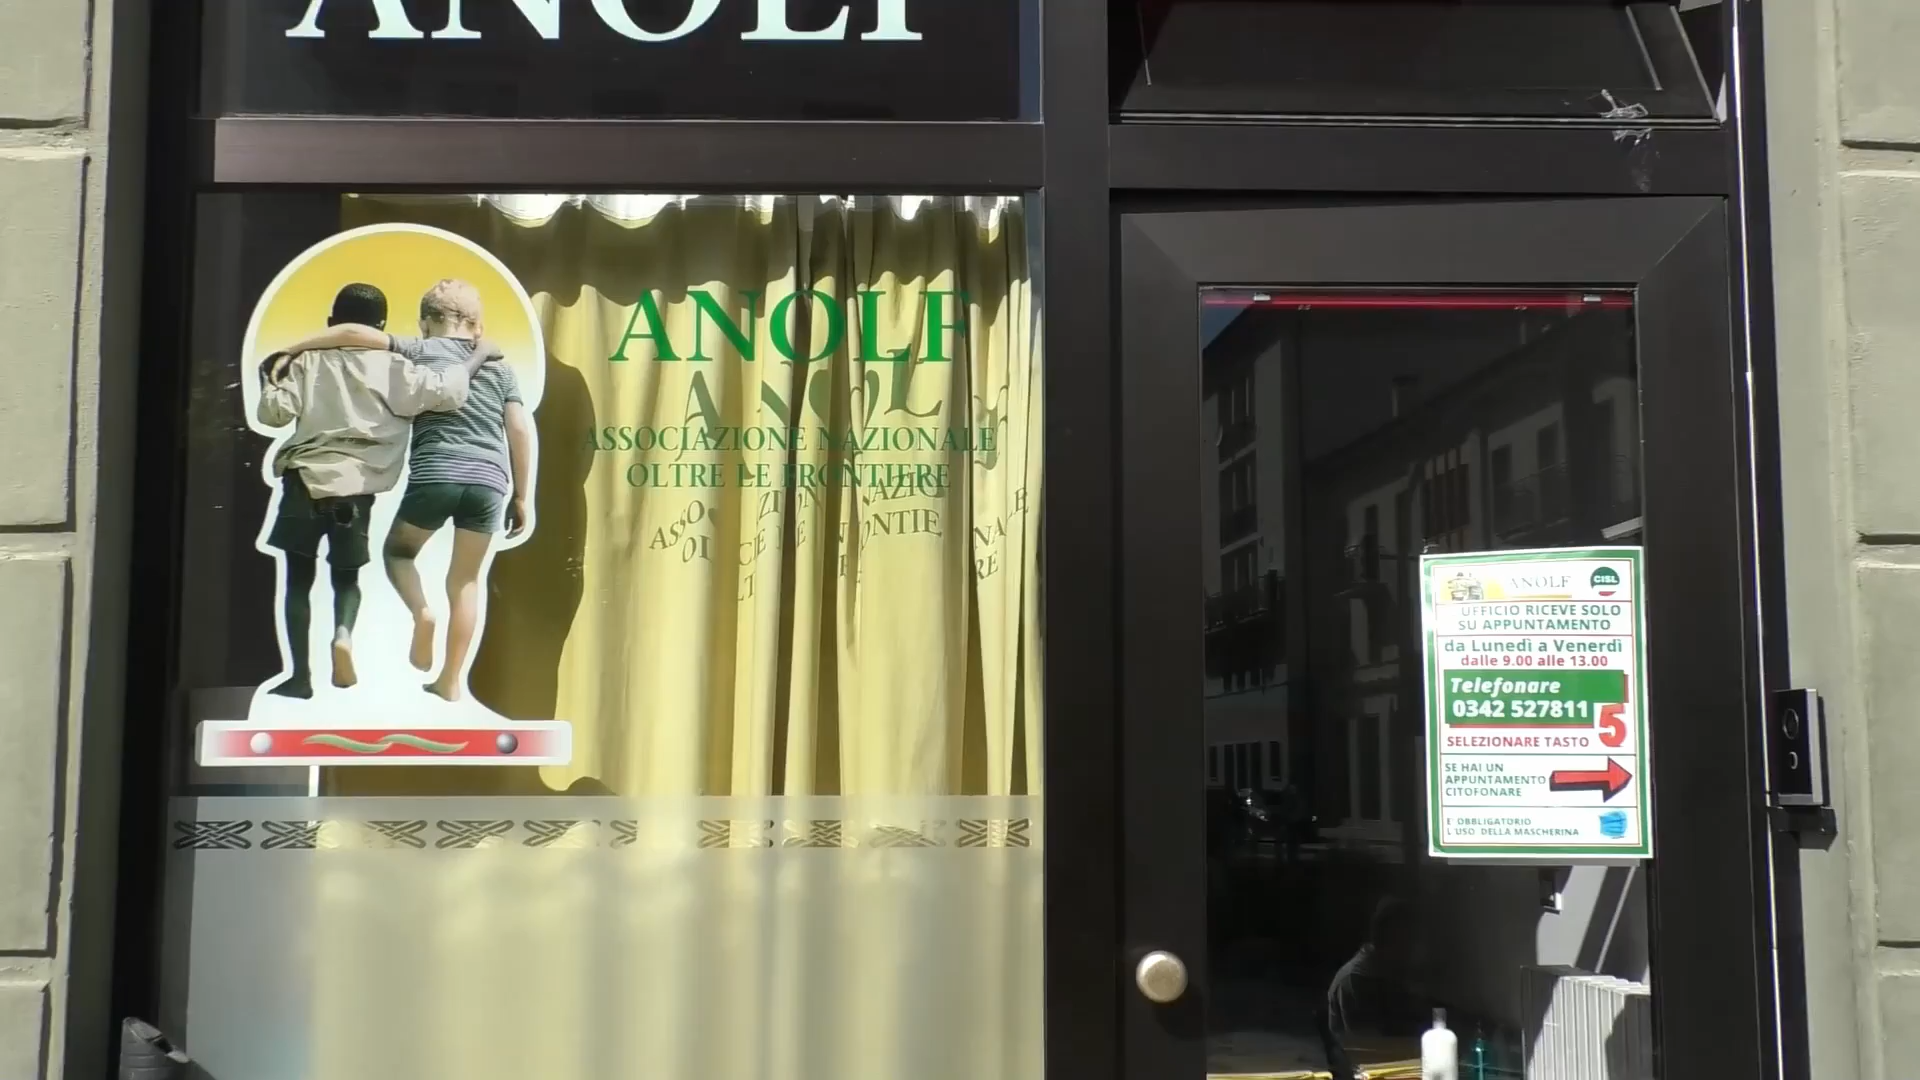 ANOLF
ANOLF
ASSOCIAZIONE NAZIONALE
OLTRE LE FRONTIERE
ANOLF CISL
UFFICIO RICEVE SOLO
SU APPUNTAMENTO
da Lunedì a Venerdì
dalle 9.00 alle 13.00
Telefonare
0342 527811
SELEZIONARE TASTO 5
SE HAI UN
APPUNTAMENTO
CITOFONARE
E' OBBLIGATORIO
L'USO DELLA MASCHERINA